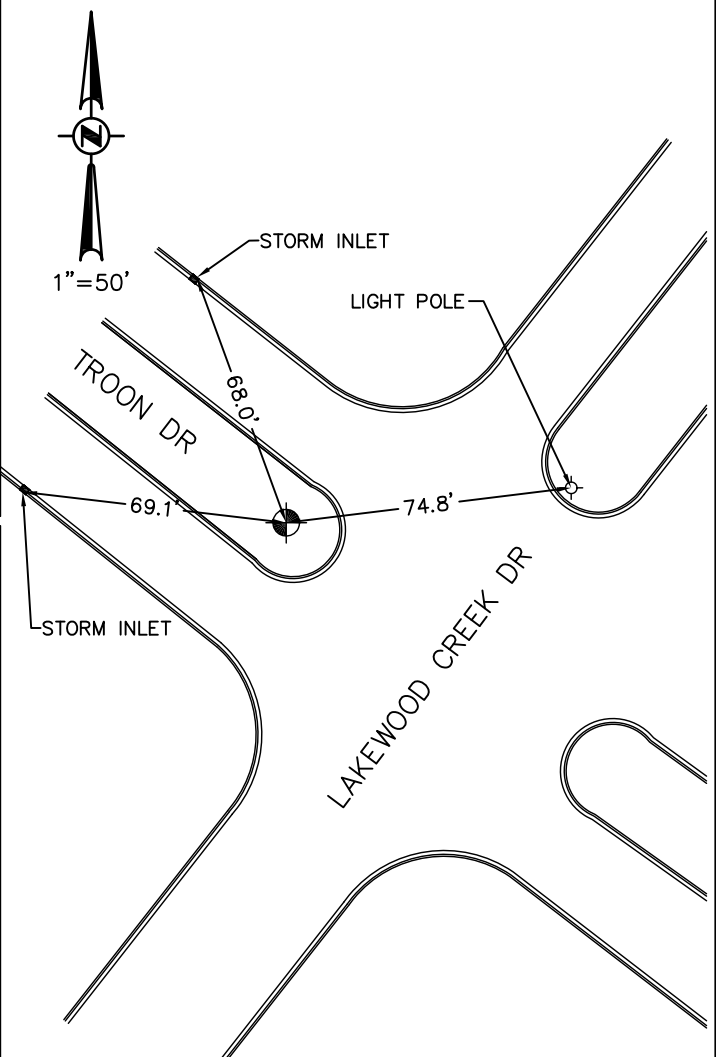 N
STORM INLET
1"=50'
LIGHT POLE
TROON DR
68.0'
69.1'
74.8'
STORM INLET
LAKEWOOD CREEK DR